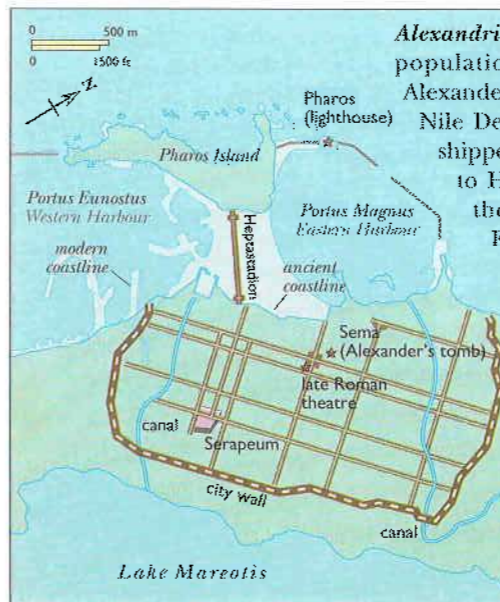 0 500 m
0 1500 ft
N
Pharos
(lighthouse)
Pharos Island
Portus Eunostus
Western Harbour
Portus Magnus
Eastern Harbour
Heptastadion
modern
coastline
ancient
coastline
Sema
(Alexander's tomb)
late Roman
theatre
canal
Serapeum
city wall
canal
Lake Mareotis
Alexandri
populatio
Alexande
Nile De
shippe
to H
the